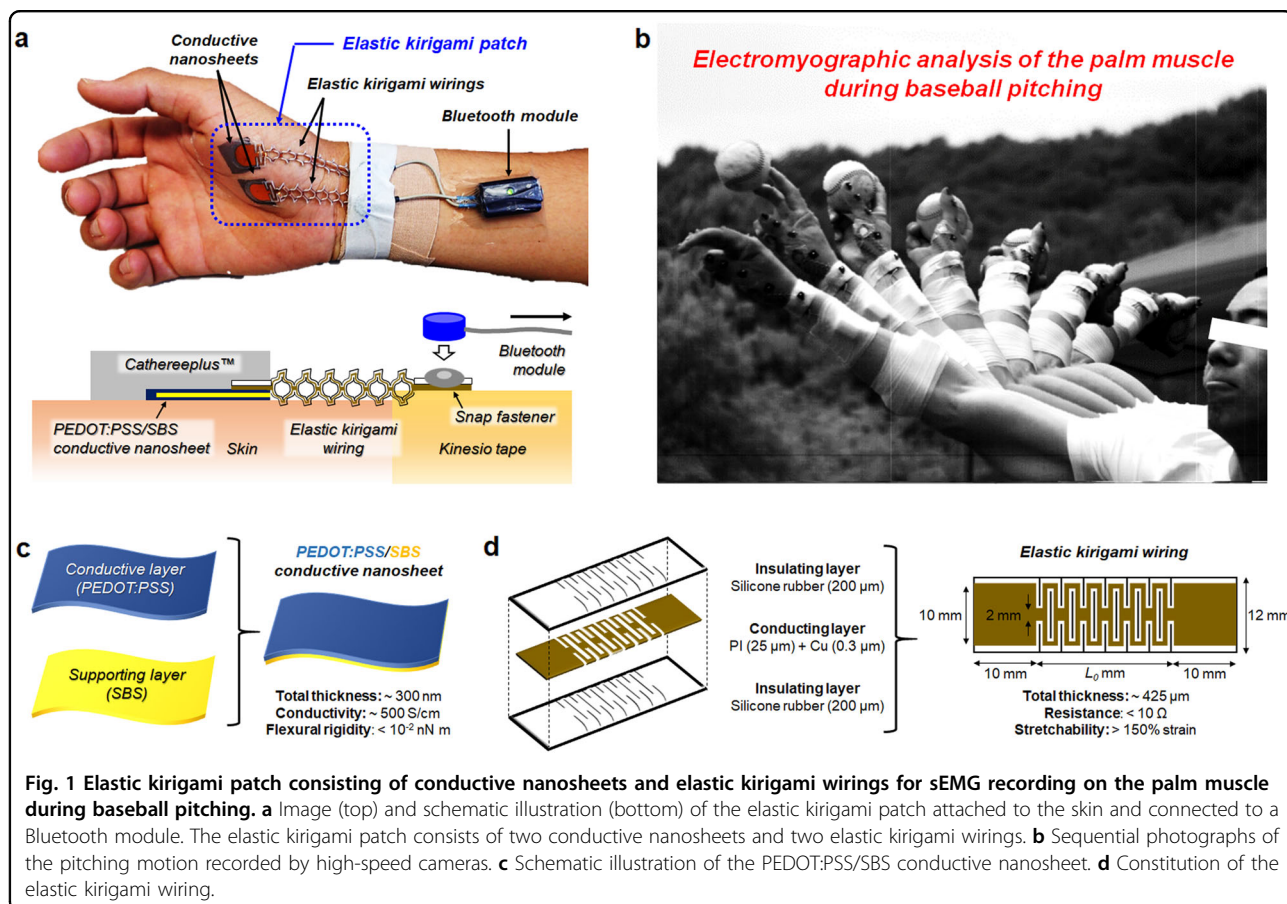 a
Conductive
nanosheets
Elastic kirigami patch
Elastic kirigami wirings
Bluetooth module
Cathereeplus™
PEDOT:PSS/SBS
conductive nanosheet
Skin
Elastic kirigami
wiring
Bluetooth
module
Snap fastener
Kinesio tape
b
Electromyographic analysis of the palm muscle
during baseball pitching
c
Conductive layer
(PEDOT:PSS)
Supporting layer
(SBS)
PEDOT:PSS/SBS
conductive nanosheet
Total thickness: ~ 300 nm
Conductivity: ~ 500 S/cm
Flexural rigidity: < 10⁻² nN m
d
Insulating layer
Silicone rubber (200 µm)
Conducting layer
PI (25 µm) + Cu (0.3 µm)
Insulating layer
Silicone rubber (200 µm)
Elastic kirigami wiring
10 mm
2 mm
12 mm
10 mm
L₀ mm
10 mm
Total thickness: ~ 425 µm
Resistance: < 10 Ω
Stretchability: > 150% strain
Fig. 1 Elastic kirigami patch consisting of conductive nanosheets and elastic kirigami wirings for sEMG recording on the palm muscle
during baseball pitching. a Image (top) and schematic illustration (bottom) of the elastic kirigami patch attached to the skin and connected to a
Bluetooth module. The elastic kirigami patch consists of two conductive nanosheets and two elastic kirigami wirings. b Sequential photographs of
the pitching motion recorded by high-speed cameras. c Schematic illustration of the PEDOT:PSS/SBS conductive nanosheet. d Constitution of the
elastic kirigami wiring.